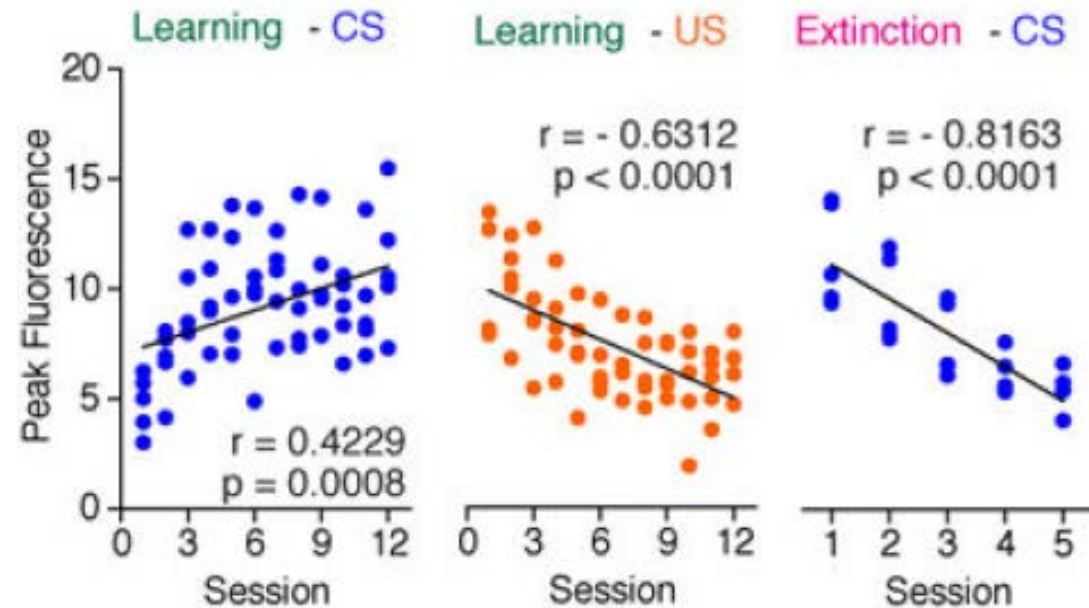 Learning - CS
Learning - US
Extinction - CS
Peak Fluorescence
20
15
10
5
0
r = 0.4229
p = 0.0008
0 3 6 9 12
Session
r = - 0.6312
p < 0.0001
0 3 6 9 12
Session
r = - 0.8163
p < 0.0001
1 2 3 4 5
Session